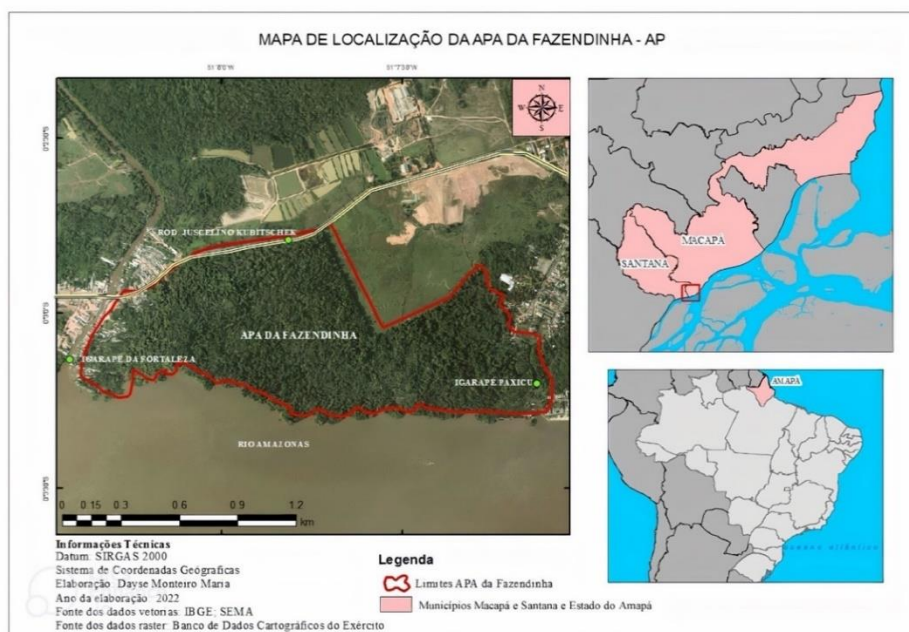 MAPA DE LOCALIZAÇÃO DA APA DA FAZENDINHA - AP
N
W E
S
ROD. JUSCELINO KUBITSCHEK
APA DA FAZENDINHA
IGARAPÉ DA FORTALEZA
IGARAPÉ PAXICU
RIO AMAZONAS
0 0 15 0 3 0 6 0 9 1.2
km
MACAPÁ
SANTANA
AMAPÁ
Informações Técnicas
Datum: SIRGAS 2000
Sistema de Coordenadas Geográficas
Elaboração: Dayse Monteiro Maria
Ano da elaboração: 2022
Fonte dos dados vetorias: IBGE; SEMA
Fonte dos dados raster: Banco de Dados Cartográficos do Exército
Legenda
Limites APA da Fazendinha
Municípios Macapá e Santana e Estado do Amapá